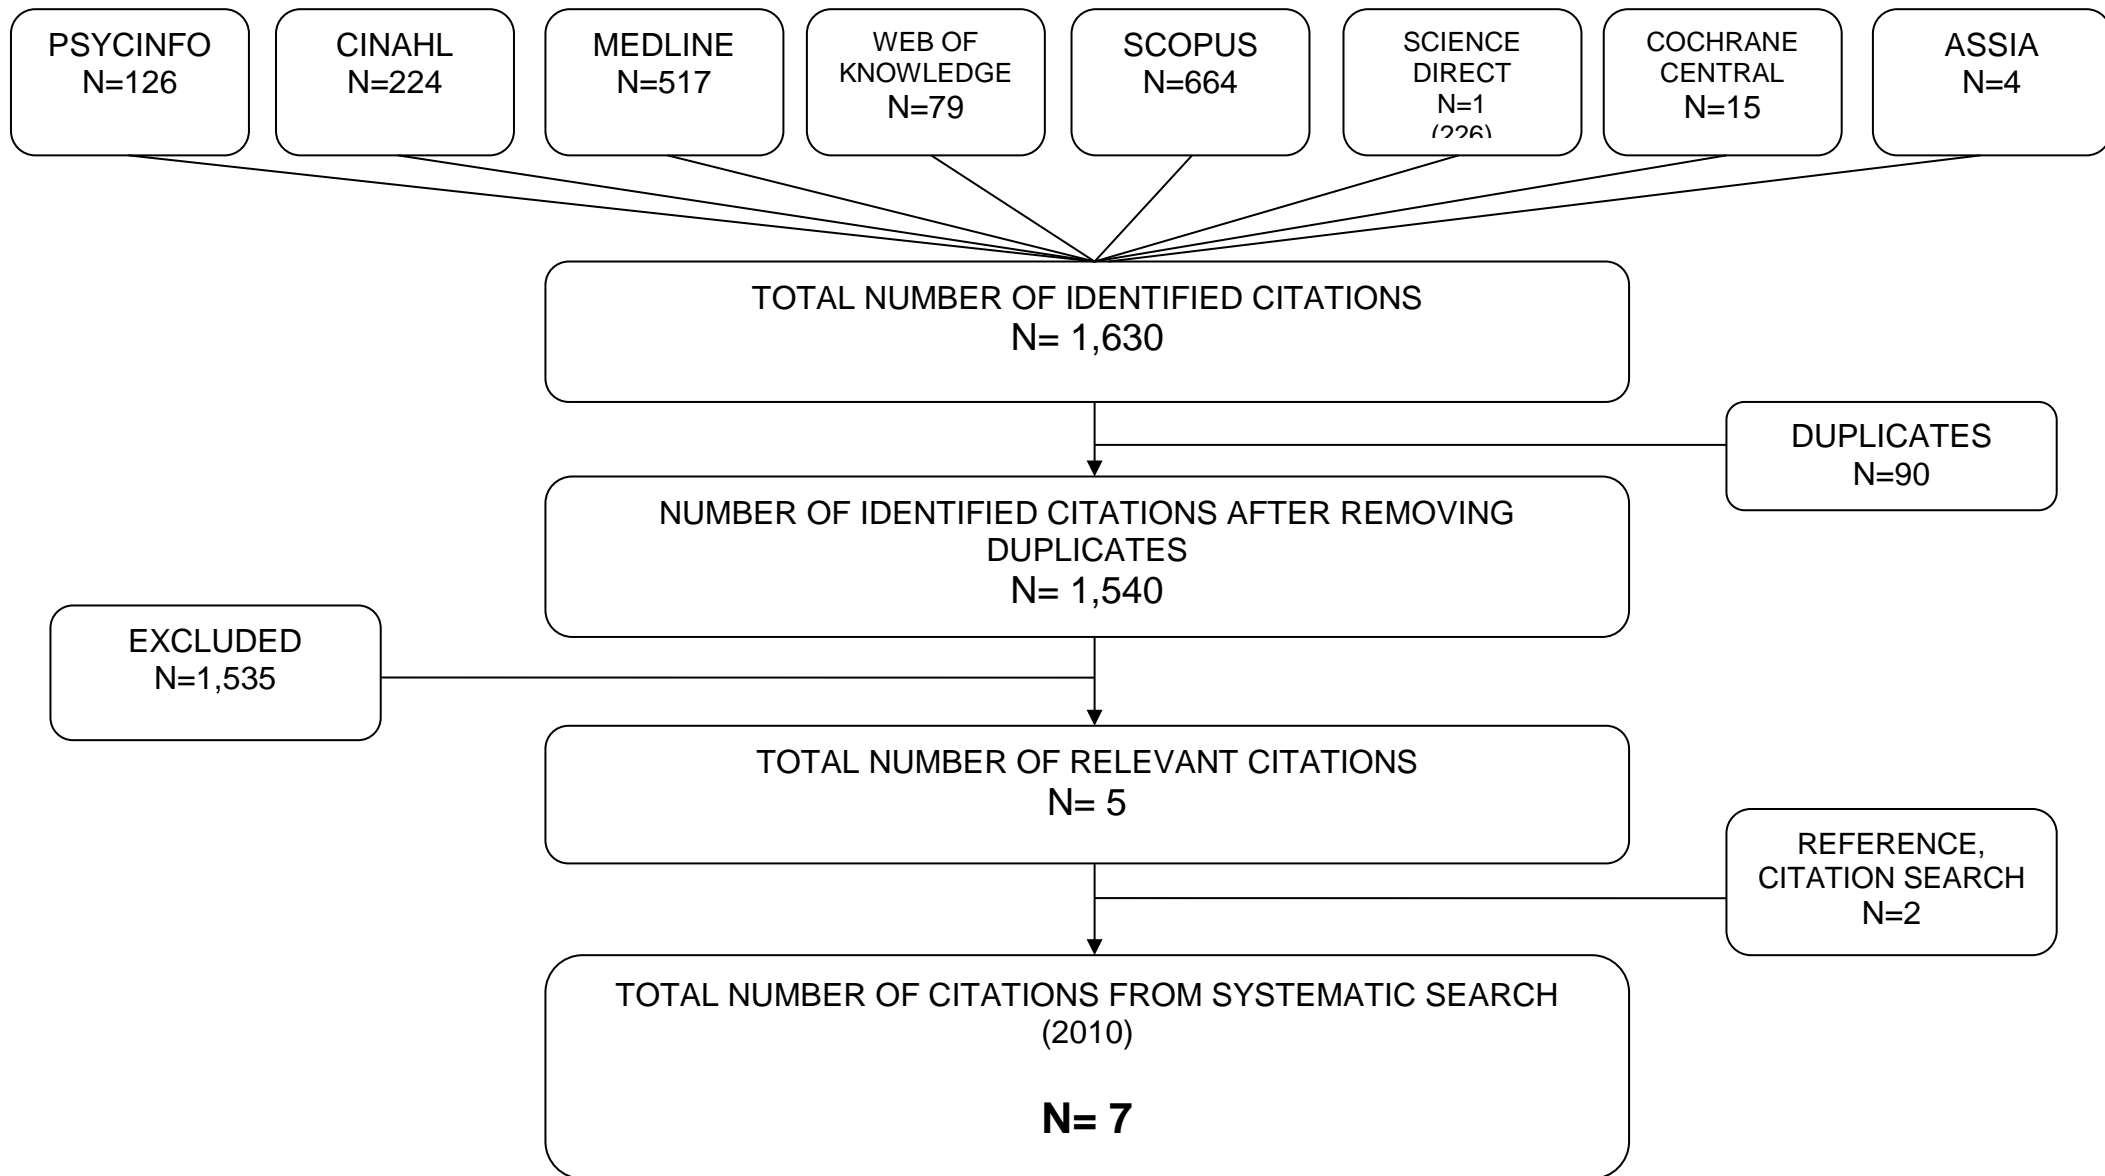 PSYCINFO
N=126
CINAHL
N=224
MEDLINE
N=517
WEB OF
KNOWLEDGE
N=79
SCOPUS
N=664
SCIENCE
DIRECT
N=1
(226)
COCHRANE
CENTRAL
N=15
ASSIA
N=4
TOTAL NUMBER OF IDENTIFIED CITATIONS
N= 1,630
DUPLICATES
N=90
NUMBER OF IDENTIFIED CITATIONS AFTER REMOVING
DUPLICATES
N= 1,540
EXCLUDED
N=1,535
TOTAL NUMBER OF RELEVANT CITATIONS
N= 5
REFERENCE,
CITATION SEARCH
N=2
TOTAL NUMBER OF CITATIONS FROM SYSTEMATIC SEARCH
(2010)
N= 7